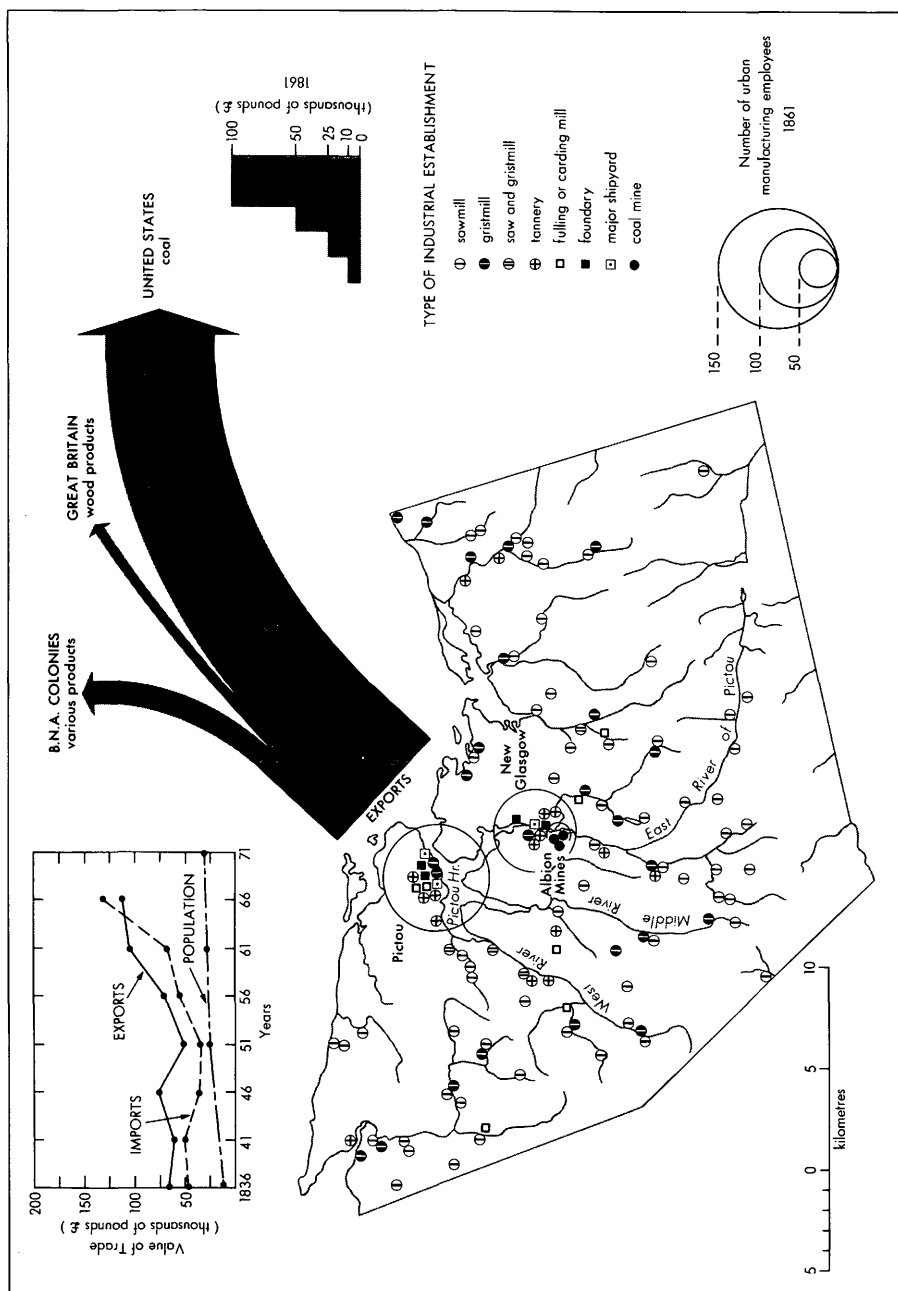 200
150
100
50
0
Value of Trade
( thousands of pounds £ )
EXPORTS
IMPORTS
POPULATION
1836
41
46
51
56
61
66
71
Years
B.N.A. COLONIES
various products
GREAT BRITAIN
wood products
UNITED STATES
coal
EXPORTS
100
50
25
10
0
( thousands of pounds £ )
1861
TYPE OF INDUSTRIAL ESTABLISHMENT
sawmill
gristmill
saw and gristmill
tannery
fulling or carding mill
foundary
major shipyard
coal mine
Number of urban
manufacturing employees
1861
150
100
50
Pictou
Pictou Hr.
New
Glasgow
Albion
Mines
West River
Middle River
East River of Pictou
5
0
5
10
kilometres